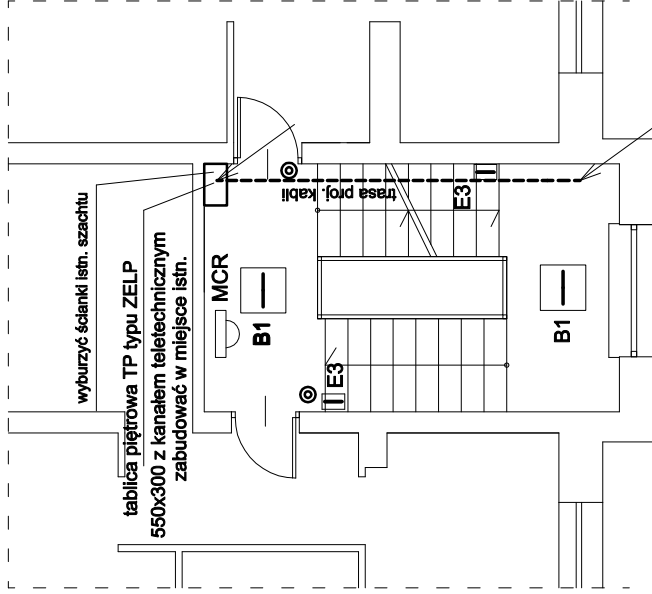 wyburzyć ścianki istn. szachtu
tablica piętrowa TP typu ZELP
550x300 z kanałem teletechnicznym
zabudować w miejsce istn.
MCR
B1
trasa proj. kabli
E3
E3
B1